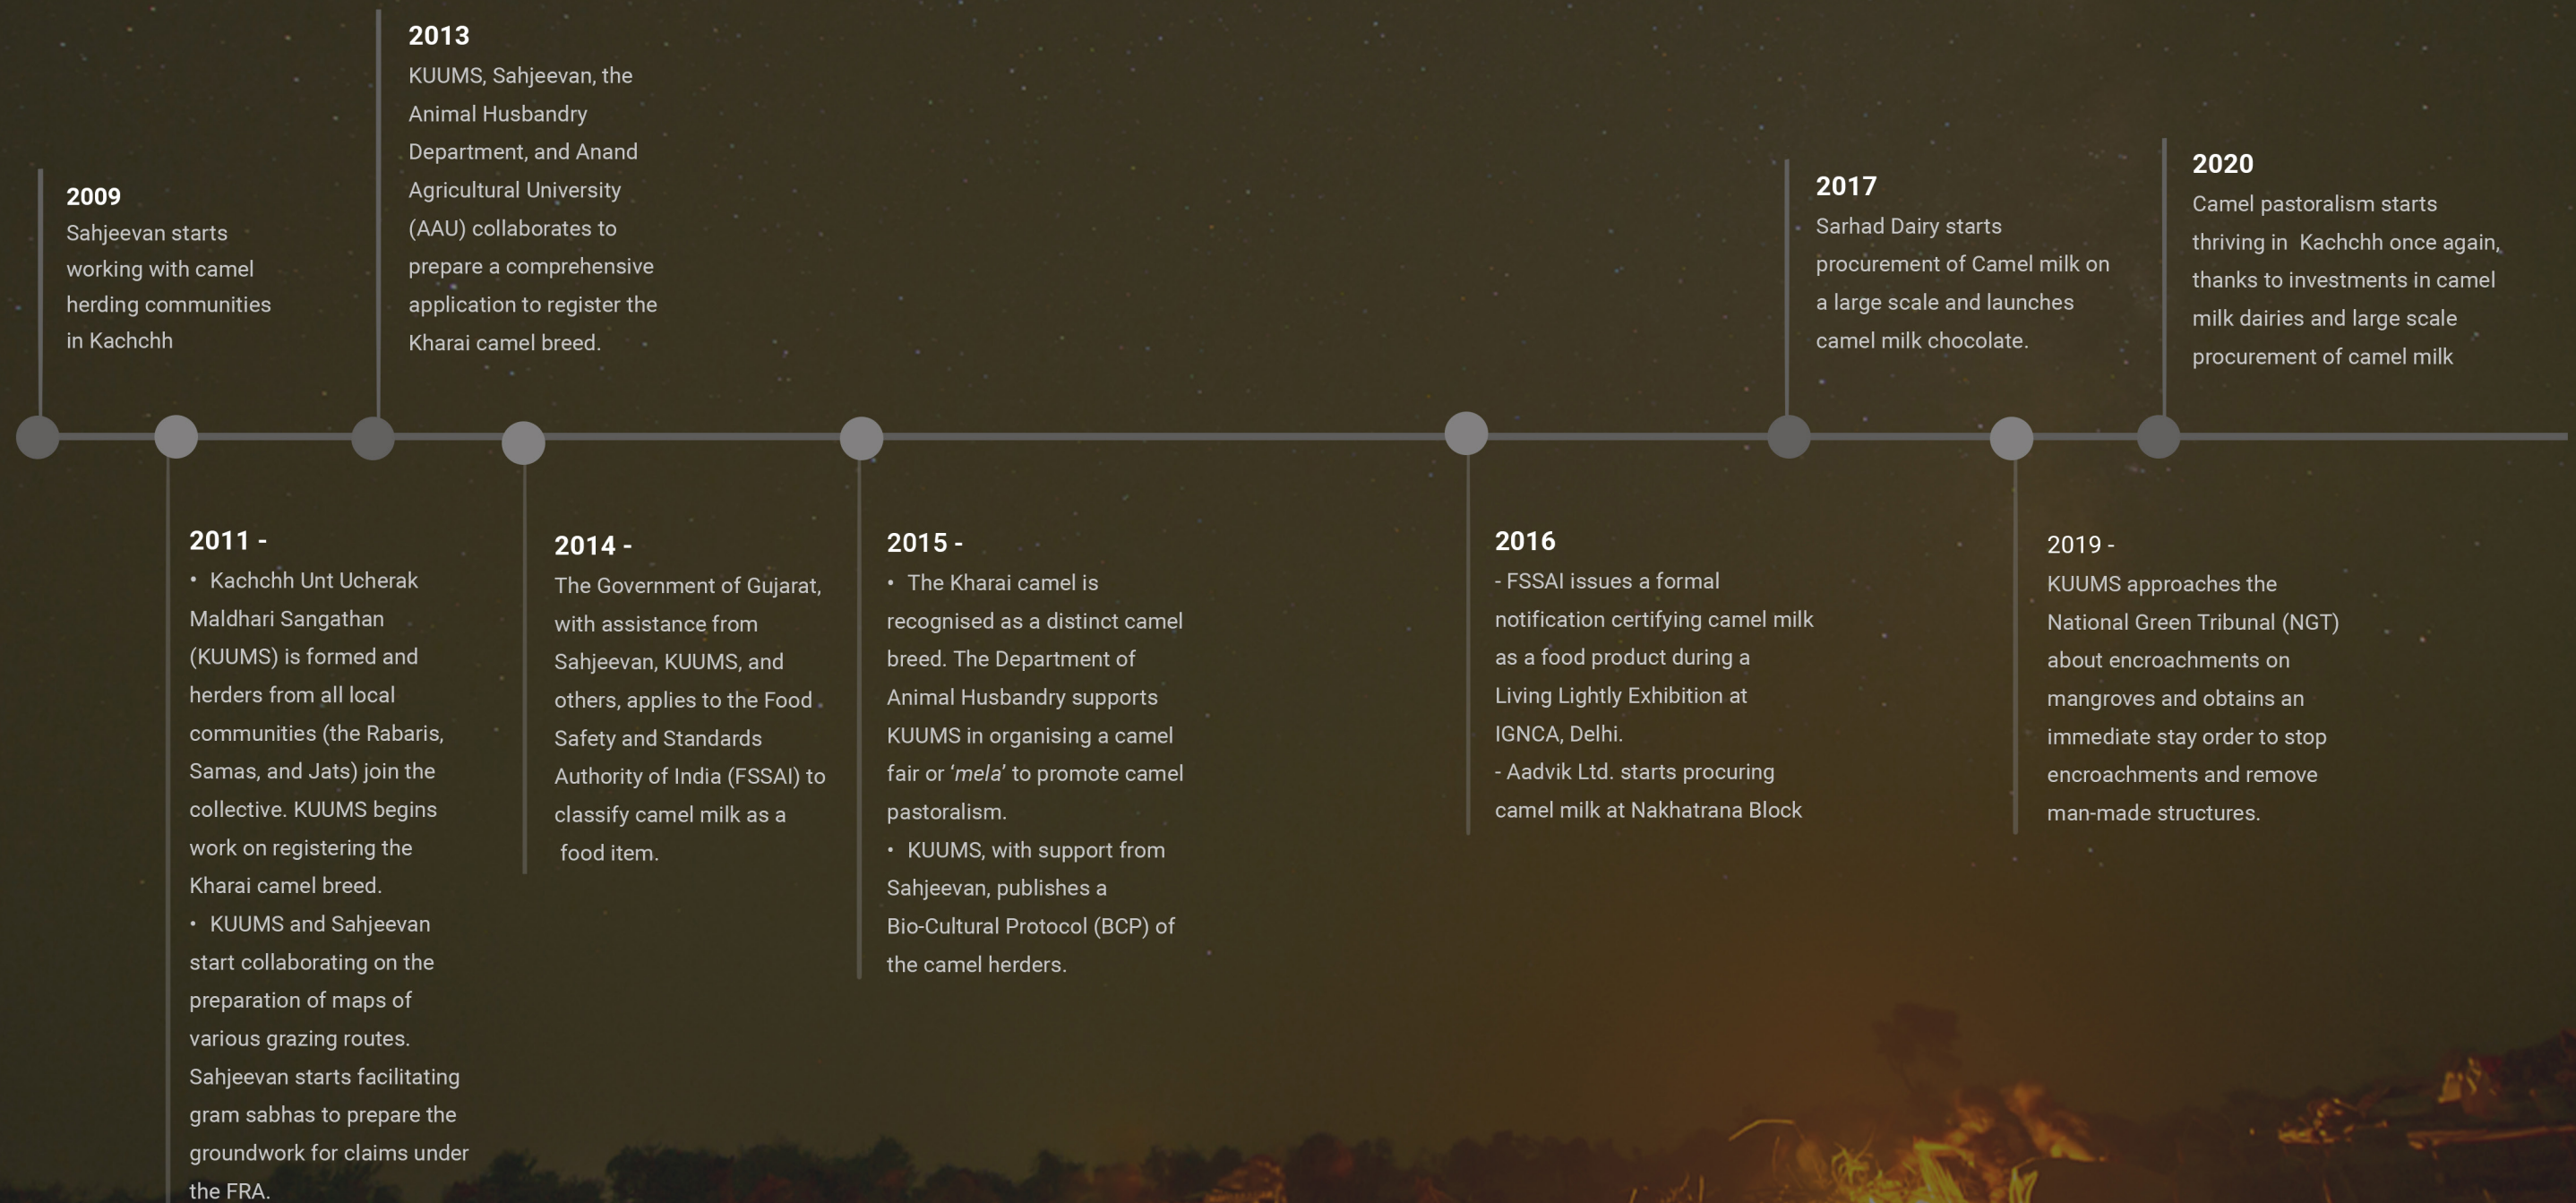 2009
Sahjeevan starts
working with camel
herding communities
in Kachchh
2011 -
• Kachchh Unt Ucherak
Maldhari Sangathan
(KUUMS) is formed and
herders from all local
communities (the Rabaris,
Samas, and Jats) join the
collective. KUUMS begins
work on registering the
Kharai camel breed.
• KUUMS and Sahjeevan
start collaborating on the
preparation of maps of
various grazing routes.
Sahjeevan starts facilitating
gram sabhas to prepare the
groundwork for claims under
the FRA.
2013
KUUMS, Sahjeevan, the
Animal Husbandry
Department, and Anand
Agricultural University
(AAU) collaborates to
prepare a comprehensive
application to register the
Kharai camel breed.
2014 -
The Government of Gujarat,
with assistance from
Sahjeevan, KUUMS, and
others, applies to the Food
Safety and Standards
Authority of India (FSSAI) to
classify camel milk as a
food item.
2015 -
• The Kharai camel is
recognised as a distinct camel
breed. The Department of
Animal Husbandry supports
KUUMS in organising a camel
fair or ‘mela’ to promote camel
pastoralism.
• KUUMS, with support from
Sahjeevan, publishes a
Bio-Cultural Protocol (BCP) of
the camel herders.
2016
- FSSAI issues a formal
notification certifying camel milk
as a food product during a
Living Lightly Exhibition at
IGNCA, Delhi.
- Aadvik Ltd. starts procuring
camel milk at Nakhatrana Block
2017
Sarhad Dairy starts
procurement of Camel milk on
a large scale and launches
camel milk chocolate.
2019 -
KUUMS approaches the
National Green Tribunal (NGT)
about encroachments on
mangroves and obtains an
immediate stay order to stop
encroachments and remove
man-made structures.
2020
Camel pastoralism starts
thriving in Kachchh once again,
thanks to investments in camel
milk dairies and large scale
procurement of camel milk